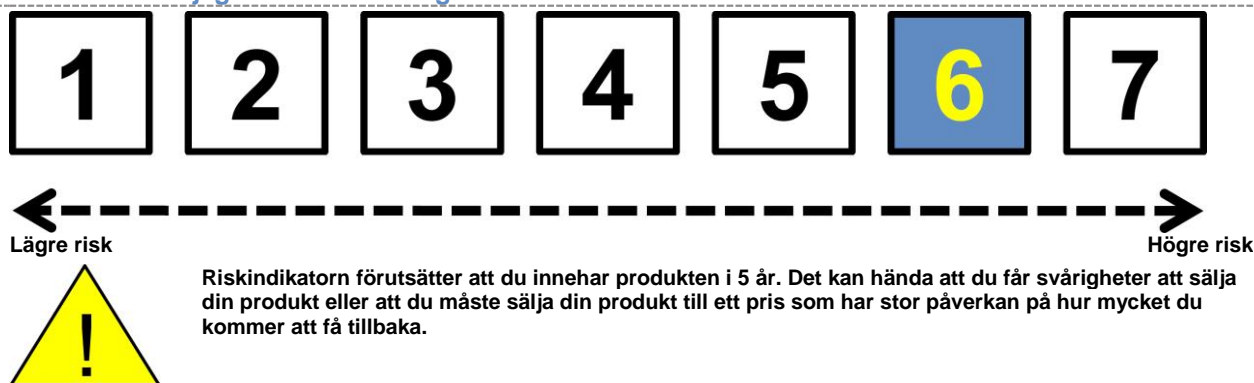 1 2 3 4 5 6 7
Lägre risk Högre risk
!
Riskindikatorn förutsätter att du innehar produkten i 5 år. Det kan hända att du får svårigheter att sälja
din produkt eller att du måste sälja din produkt till ett pris som har stor påverkan på hur mycket du
kommer att få tillbaka.